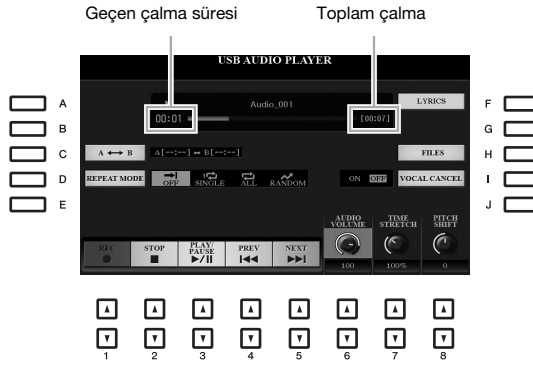 Geçen çalma süresi Toplam çalma
USB AUDIO PLAYER
A Audio_001 LYRICS F
00:01 [00:07]
B G
C A ⟷ B A[--:--] ↔ B[--:--] FILES H
D REPEAT MODE OFF SINGLE ALL RANDOM ON OFF VOCAL CANCEL I
E J
AUDIO VOLUME TIME STRETCH PITCH SHIFT
REC STOP PLAY/PAUSE PREV NEXT
100 100% 0
1 2 3 4 5 6 7 8